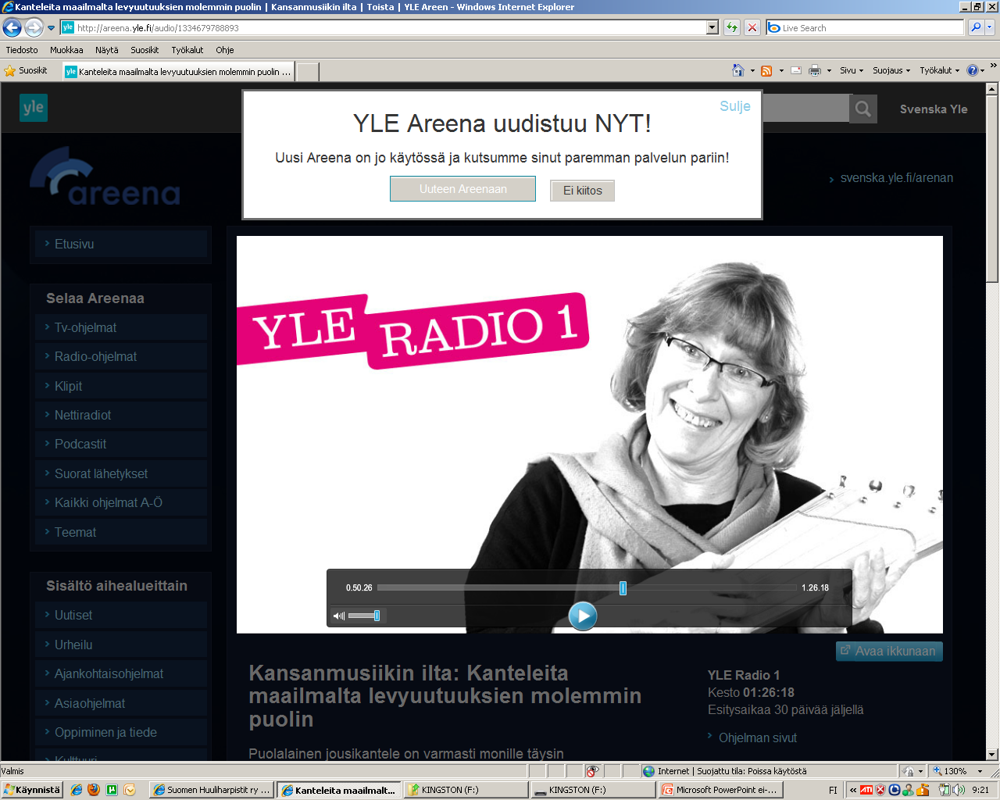 Kanteleita maailmalta levyuutuuksien molemmin puolin | Kansanmusiikin ilta | Toista | YLE Areen - Windows Internet Explorer
http://areena.yle.fi/audio/1334679788893
Live Search
Tiedosto Muokkaa Näytä Suosikit Työkalut Ohje
Suosikit
yle Kanteleita maailmalta levyuutuuksien molemmin puolin ...
Sivu Suojaus Työkalut
yle
Sulje
YLE Areena uudistuu NYT!
Uusi Areena on jo käytössä ja kutsumme sinut paremman palvelun pariin!
Uuteen Areenaan
Ei kiitos
Svenska Yle
areena
svenska.yle.fi/arenan
Etusivu
Selaa Areenaa
Tv-ohjelmat
Radio-ohjelmat
Klipit
Nettiradiot
Podcastit
Suorat lähetykset
Kaikki ohjelmat A-Ö
Teemat
Sisältö aihealueittain
Uutiset
Urheilu
Ajankohtaisohjelmat
Asiaohjelmat
Oppiminen ja tiede
Kulttuuri
YLE RADIO 1
0.50.26
1.26.18
Avaa ikkunaan
Kansanmusiikin ilta: Kanteleita
maailmalta levyuutuuksien molemmin
puolin
Puolalainen jousikantele on varmasti monille täysin
YLE Radio 1
Kesto 01:26:18
Esitysaikaa 30 päivää jäljellä
Ohjelman sivut
Valmis
Internet | Suojattu tila: Poissa käytöstä
130%
Käynnistä
Suomen Huuliharpistit ry ...
Kanteleita maailmalt...
KINGSTON (F:)
KINGSTON (F:)
Microsoft PowerPoint ei-...
FI
ATI
9:21